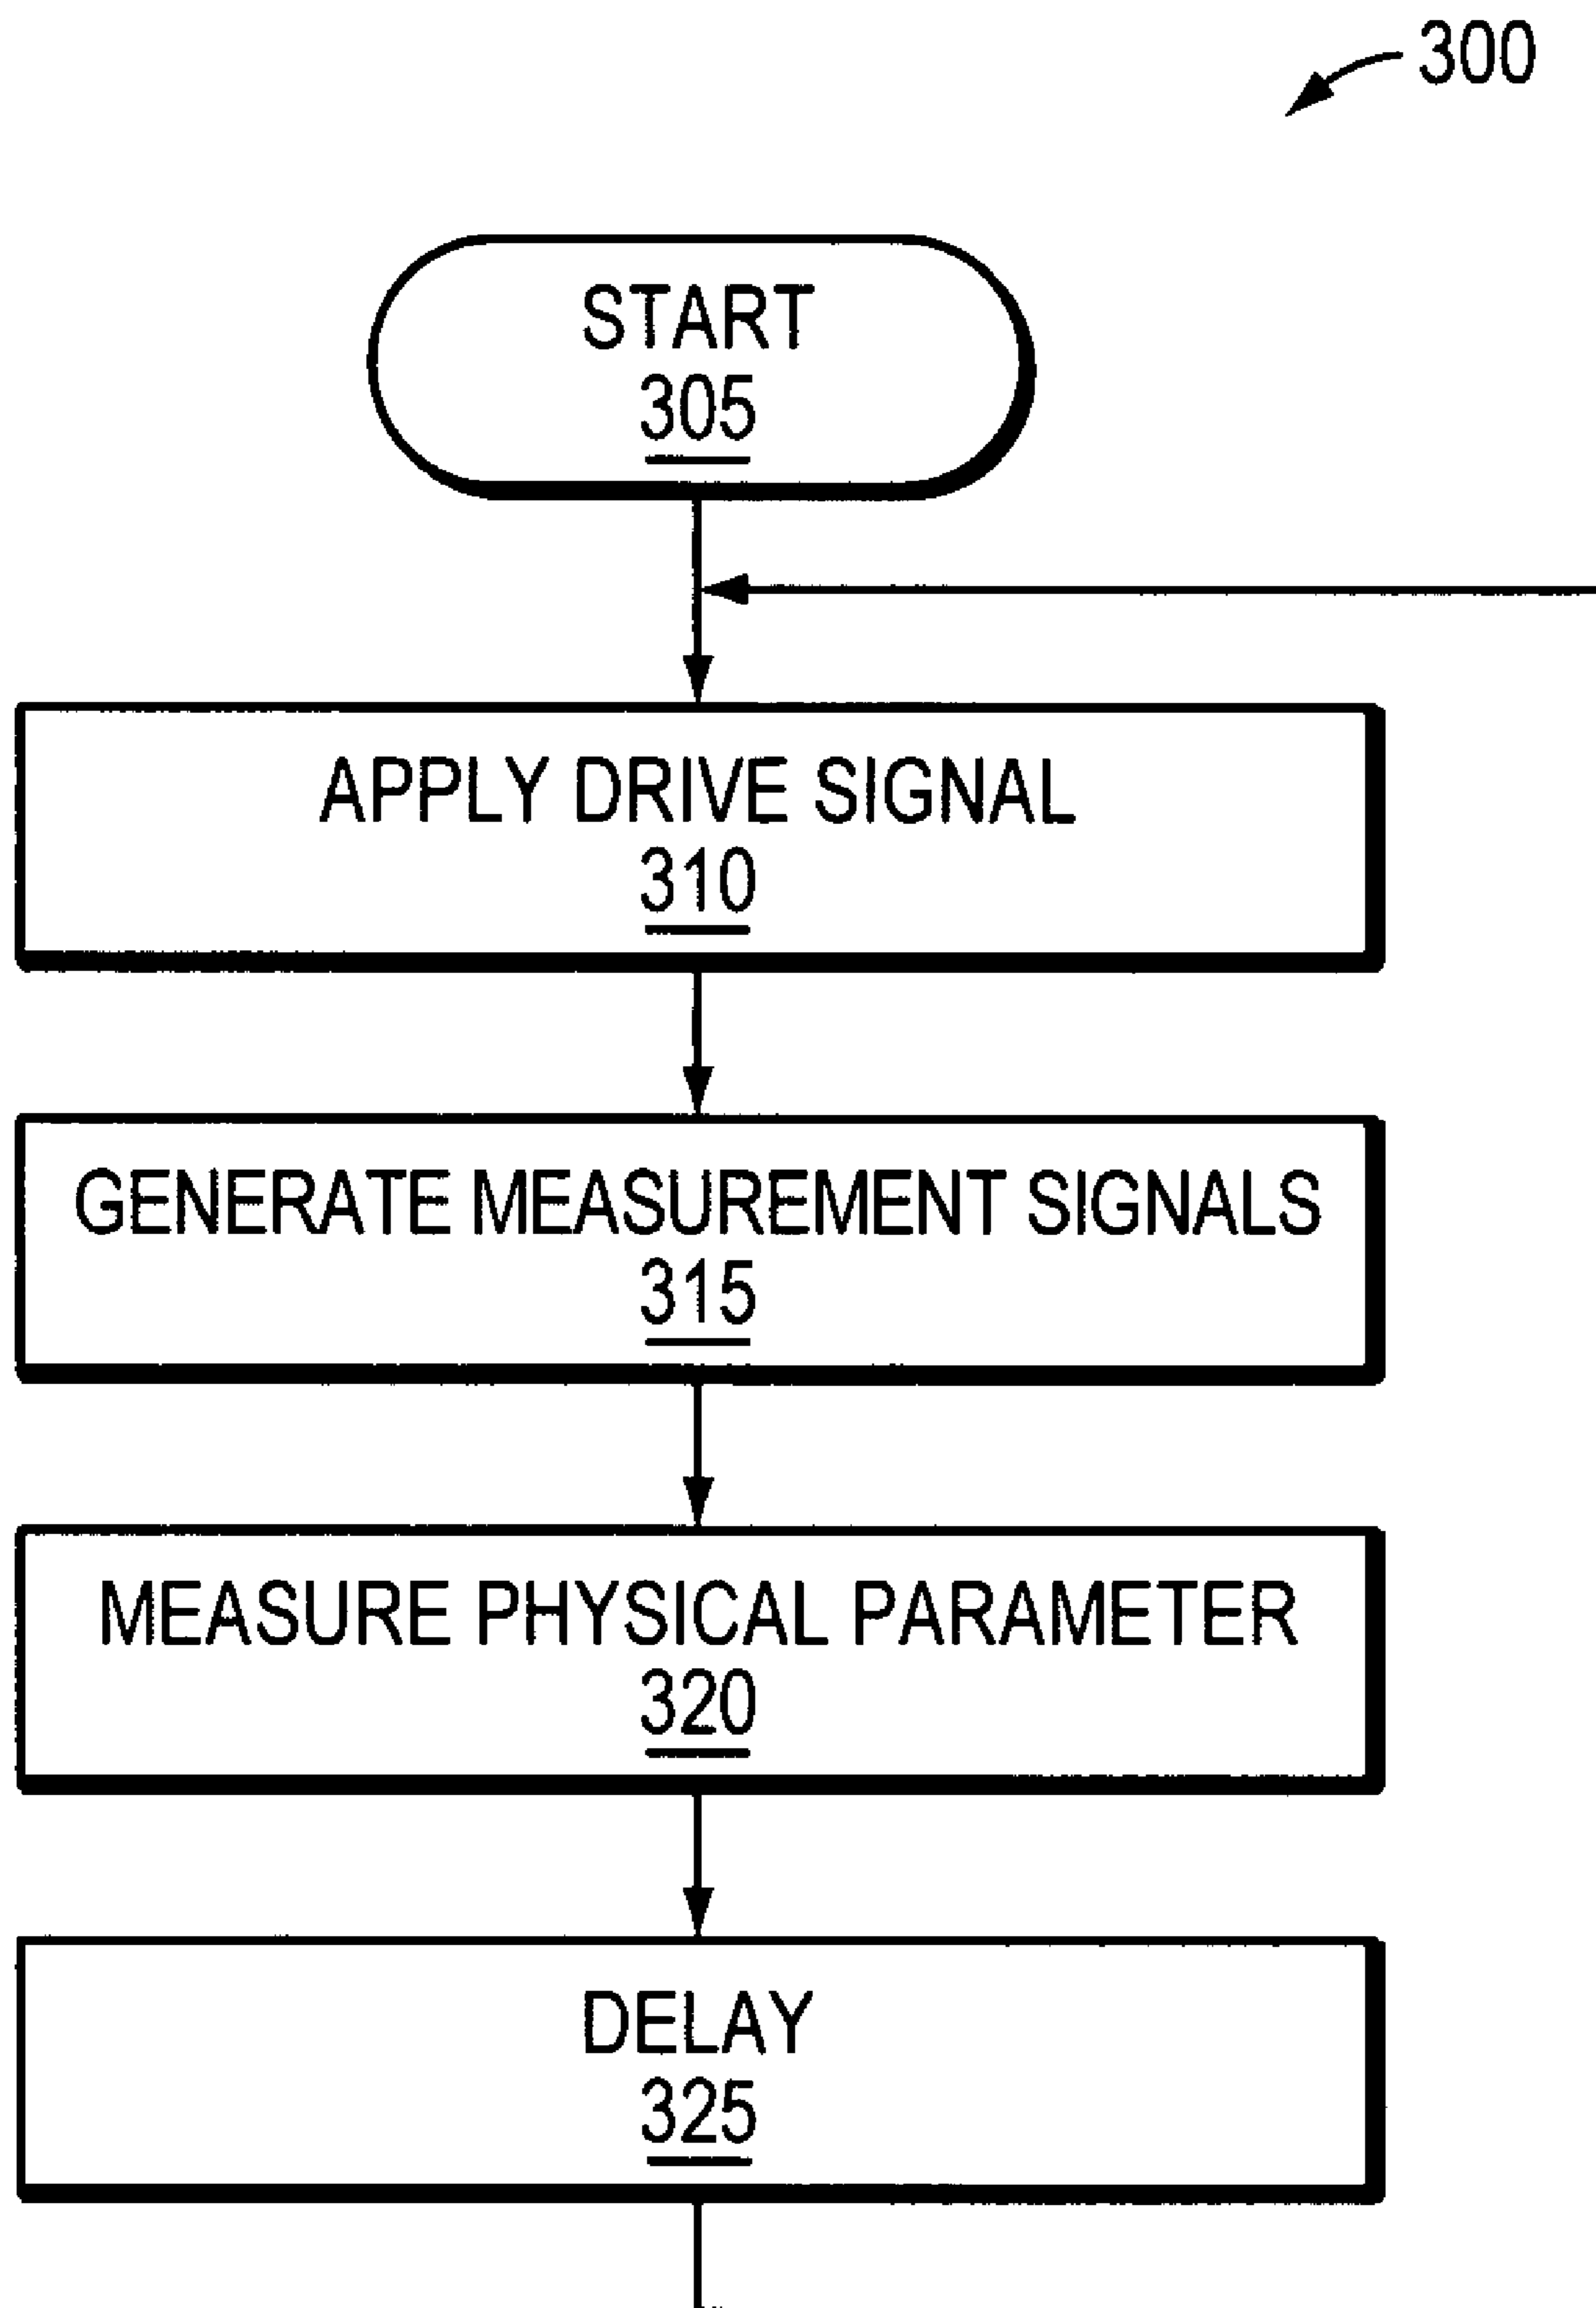 300
START
305
APPLY DRIVE SIGNAL
310
GENERATE MEASUREMENT SIGNALS
315
MEASURE PHYSICAL PARAMETER
320
DELAY
325